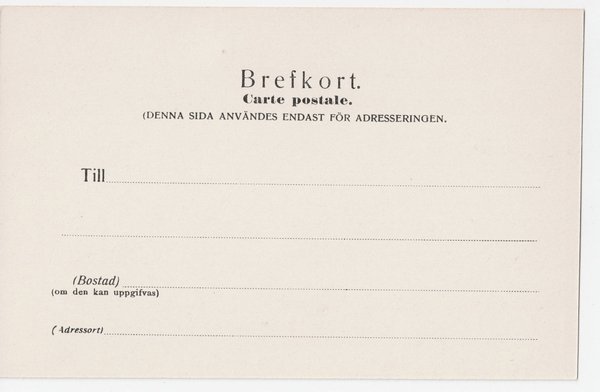 Brefkort.
Carte postale.
(DENNA SIDA ANVÄNDES ENDAST FÖR ADRESSERINGEN.
Till
(Bostad)
(om den kan uppgifvas)
(Adressort)